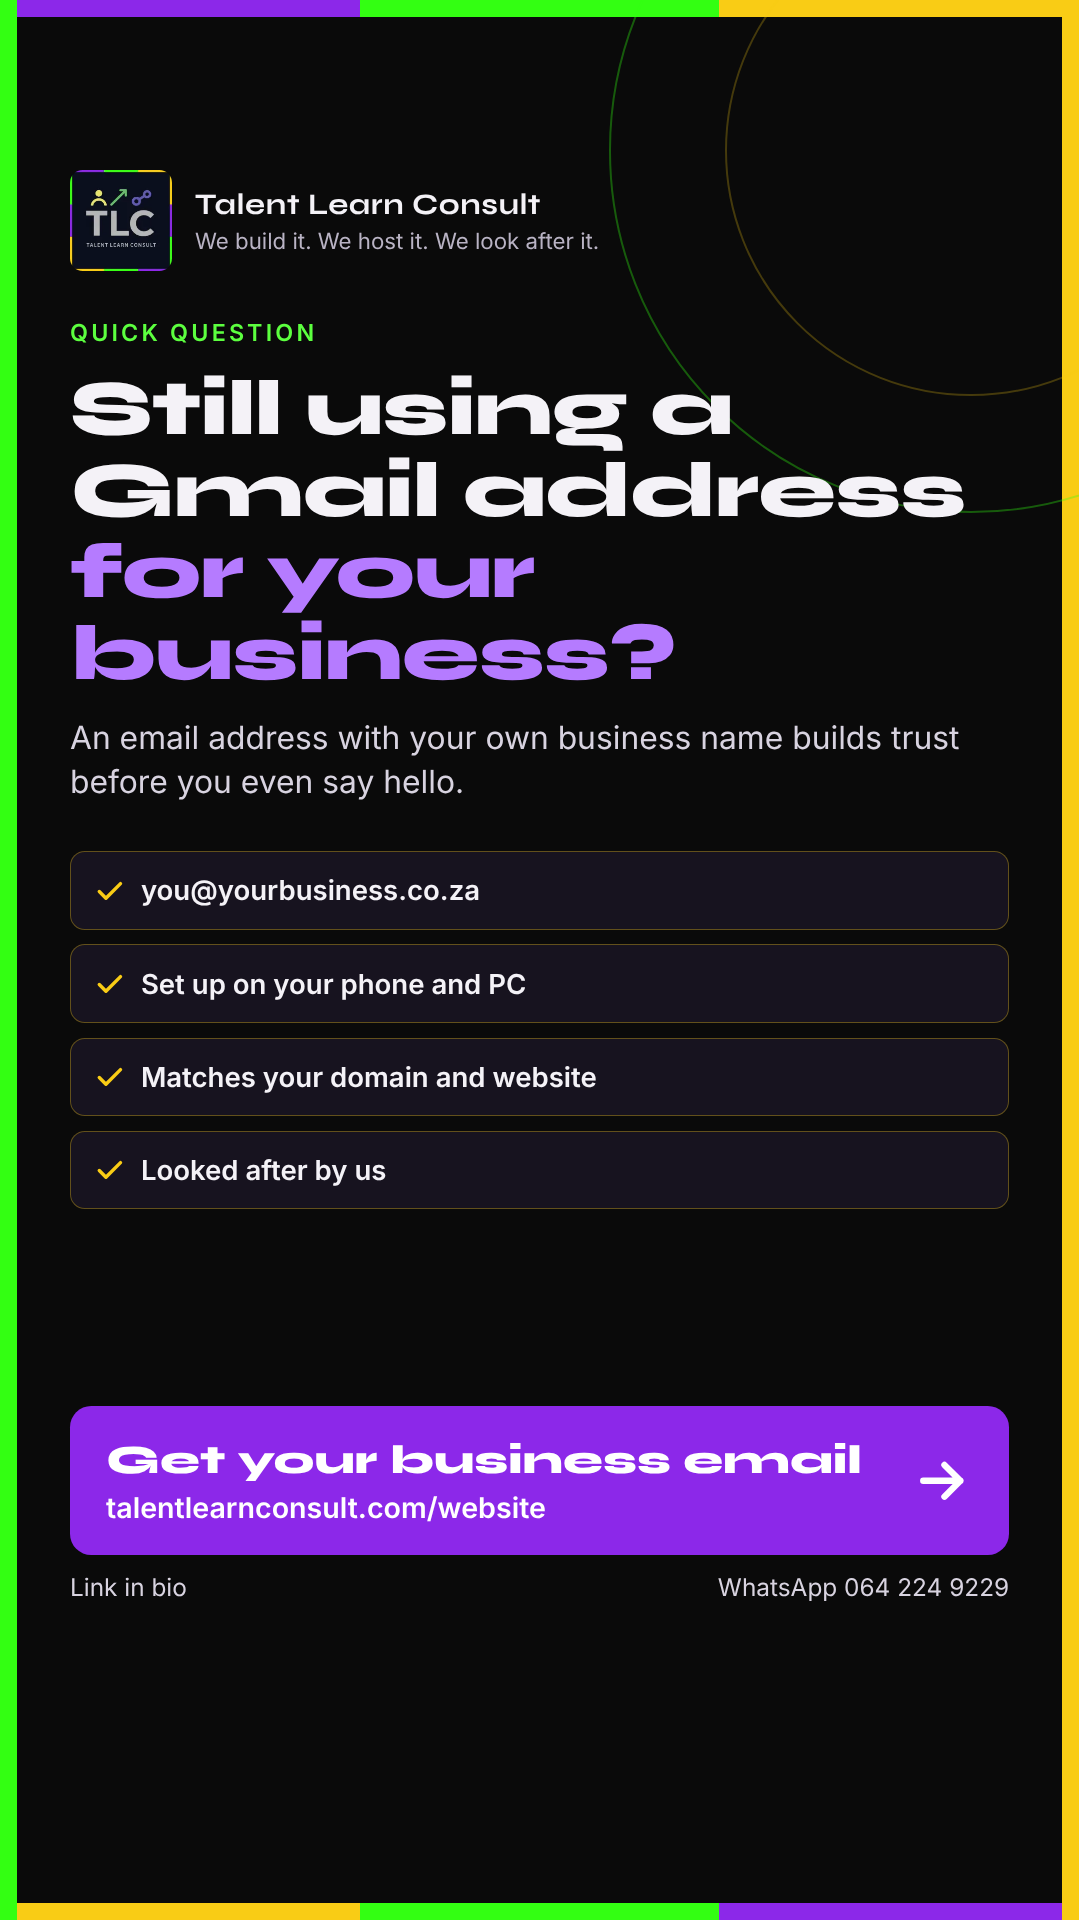 TLC
TALENT LEARN CONSULT
Talent Learn Consult
We build it. We host it. We look after it.
QUICK QUESTION
Still using a
Gmail address
for your
business?
An email address with your own business name builds trust
before you even say hello.
you@yourbusiness.co.za
Set up on your phone and PC
Matches your domain and website
Looked after by us
Get your business email
talentlearnconsult.com/website
Link in bio
WhatsApp 064 224 9229